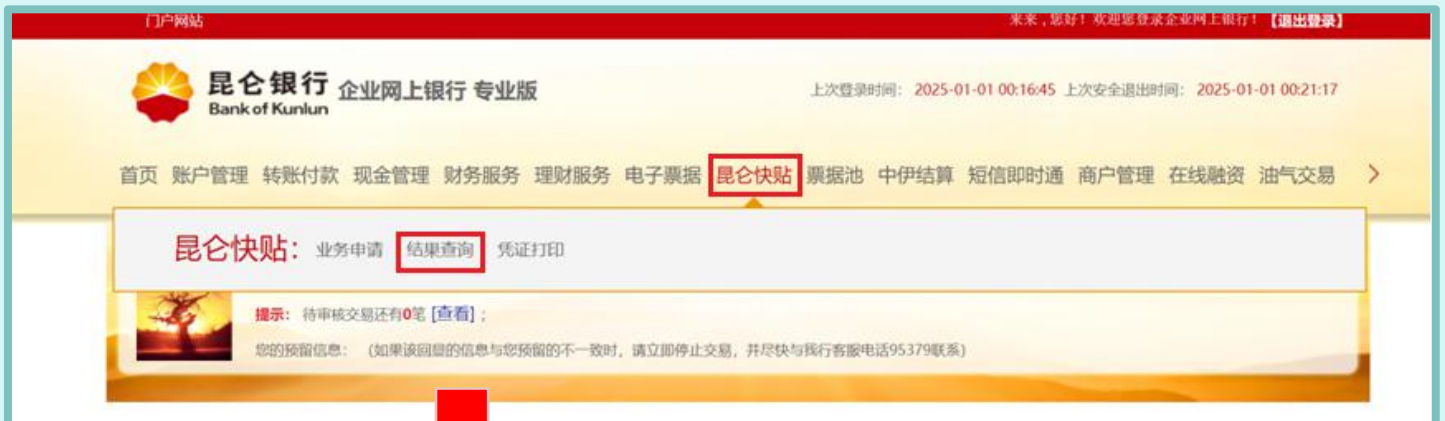 门户网站 来来,您好!欢迎您登录企业网上银行!【退出登录】
昆仑银行 企业网上银行 专业版 上次登录时间: 2025-01-01 00:16:45 上次安全退出时间: 2025-01-01 00:21:17
Bank of Kunlun
首页 账户管理 转账付款 现金管理 财务服务 理财服务 电子票据 昆仑快贴 票据池 中伊结算 短信即时通 商户管理 在线融资 油气交易 >
昆仑快贴: 业务申请 结果查询 凭证打印
提示: 待审核交易还有0笔 [查看];
您的预留信息: (如果该回显的信息与您预留的不一致时,请立即停止交易,并尽快与我行客服电话95379联系)